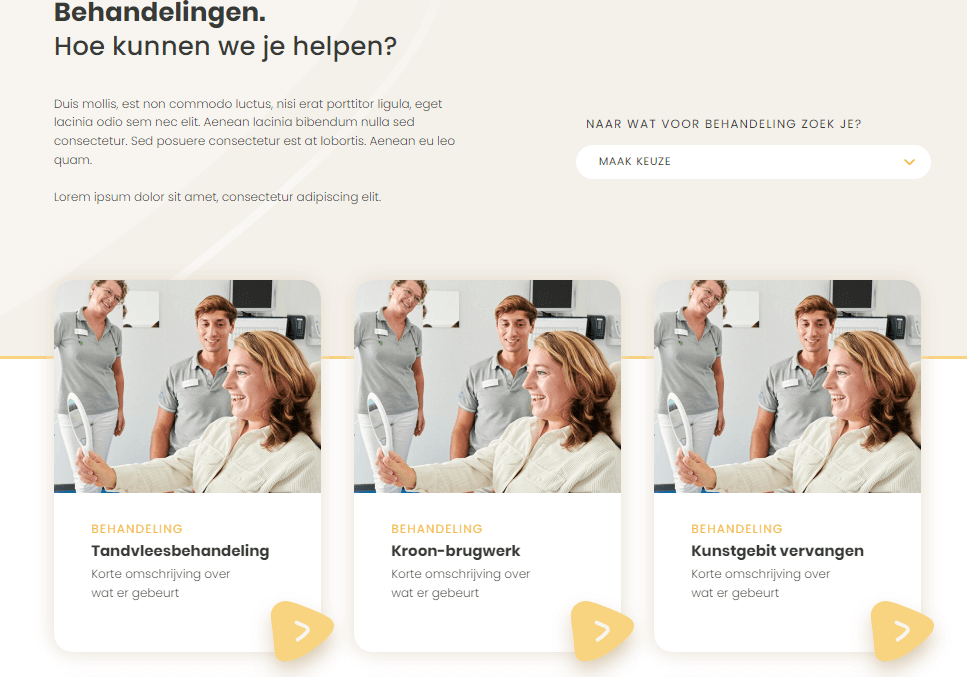 Behandelingen.
Hoe kunnen we je helpen?
Duis mollis, est non commodo luctus, nisi erat porttitor ligula, eget
lacinia odio sem nec elit. Aenean lacinia bibendum nulla sed
consectetur. Sed posuere consectetur est at lobortis. Aenean eu leo
quam.
Lorem ipsum dolor sit amet, consectetur adipiscing elit.
NAAR WAT VOOR BEHANDELING ZOEK JE?
MAAK KEUZE
BEHANDELING
Tandvleesbehandeling
Korte omschrijving over
wat er gebeurt
BEHANDELING
Kroon-brugwerk
Korte omschrijving over
wat er gebeurt
BEHANDELING
Kunstgebit vervangen
Korte omschrijving over
wat er gebeurt